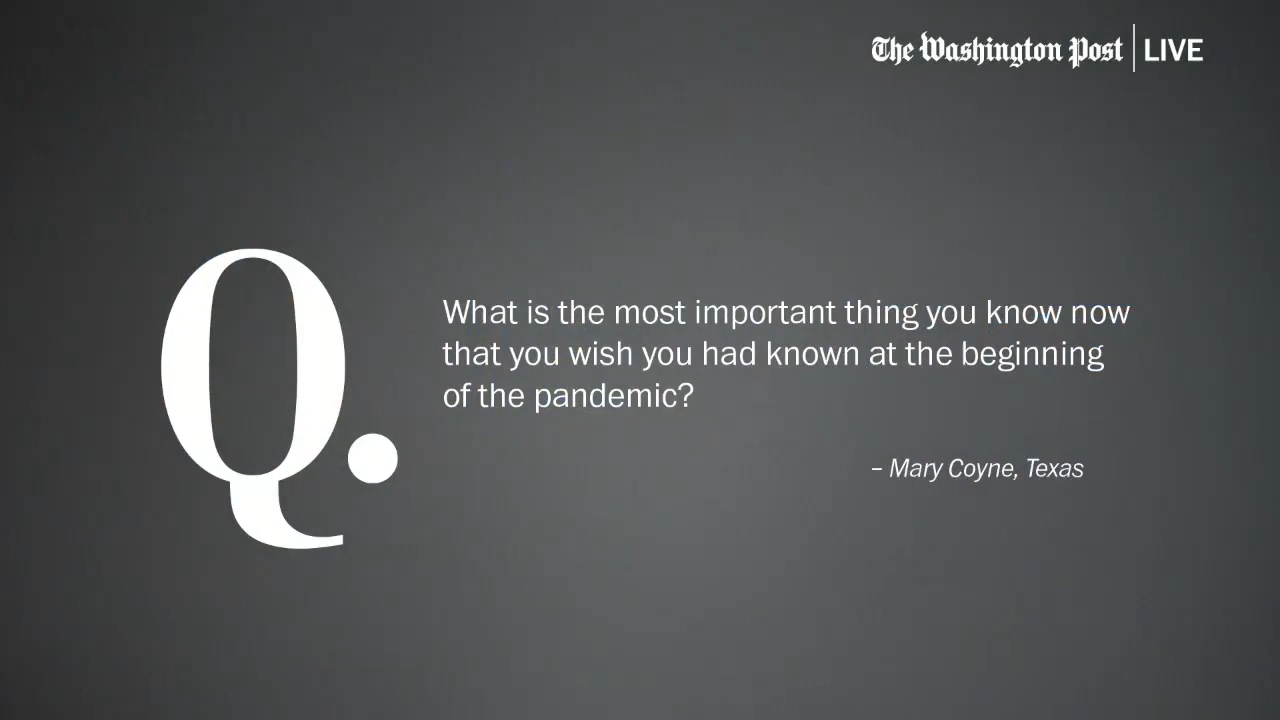 The Washington Post | LIVE
Q.
What is the most important thing you know now
that you wish you had known at the beginning
of the pandemic?
– Mary Coyne, Texas